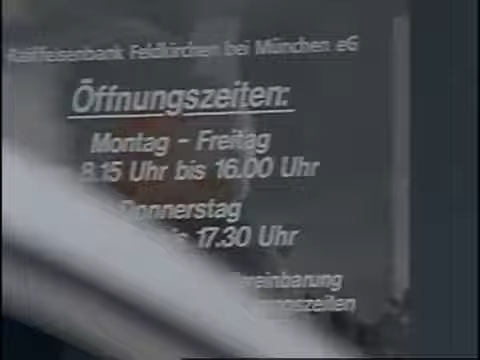 Raiffeisenbank Feldkirchen bei München eG
Öffnungszeiten:
Montag - Freitag
8.15 Uhr bis 16.00 Uhr
Donnerstag
17.30 Uhr